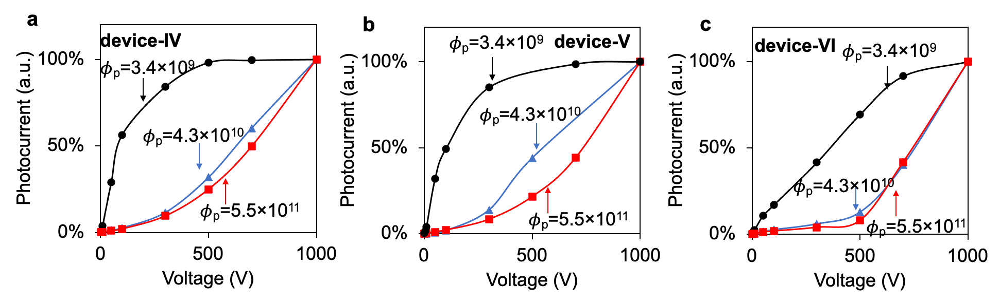 a
device-IV
ϕp=3.4×10⁹
ϕp=4.3×10¹⁰
ϕp=5.5×10¹¹
100%
50%
0%
0 500 1000
Voltage (V)
Photocurrent (a.u.)
b
device-V
ϕp=3.4×10⁹
ϕp=4.3×10¹⁰
ϕp=5.5×10¹¹
100%
50%
0%
0 500 1000
Voltage (V)
Photocurrent (a.u.)
c
device-VI
ϕp=3.4×10⁹
ϕp=4.3×10¹⁰
ϕp=5.5×10¹¹
100%
50%
0%
0 500 1000
Voltage (V)
Photocurrent (a.u.)